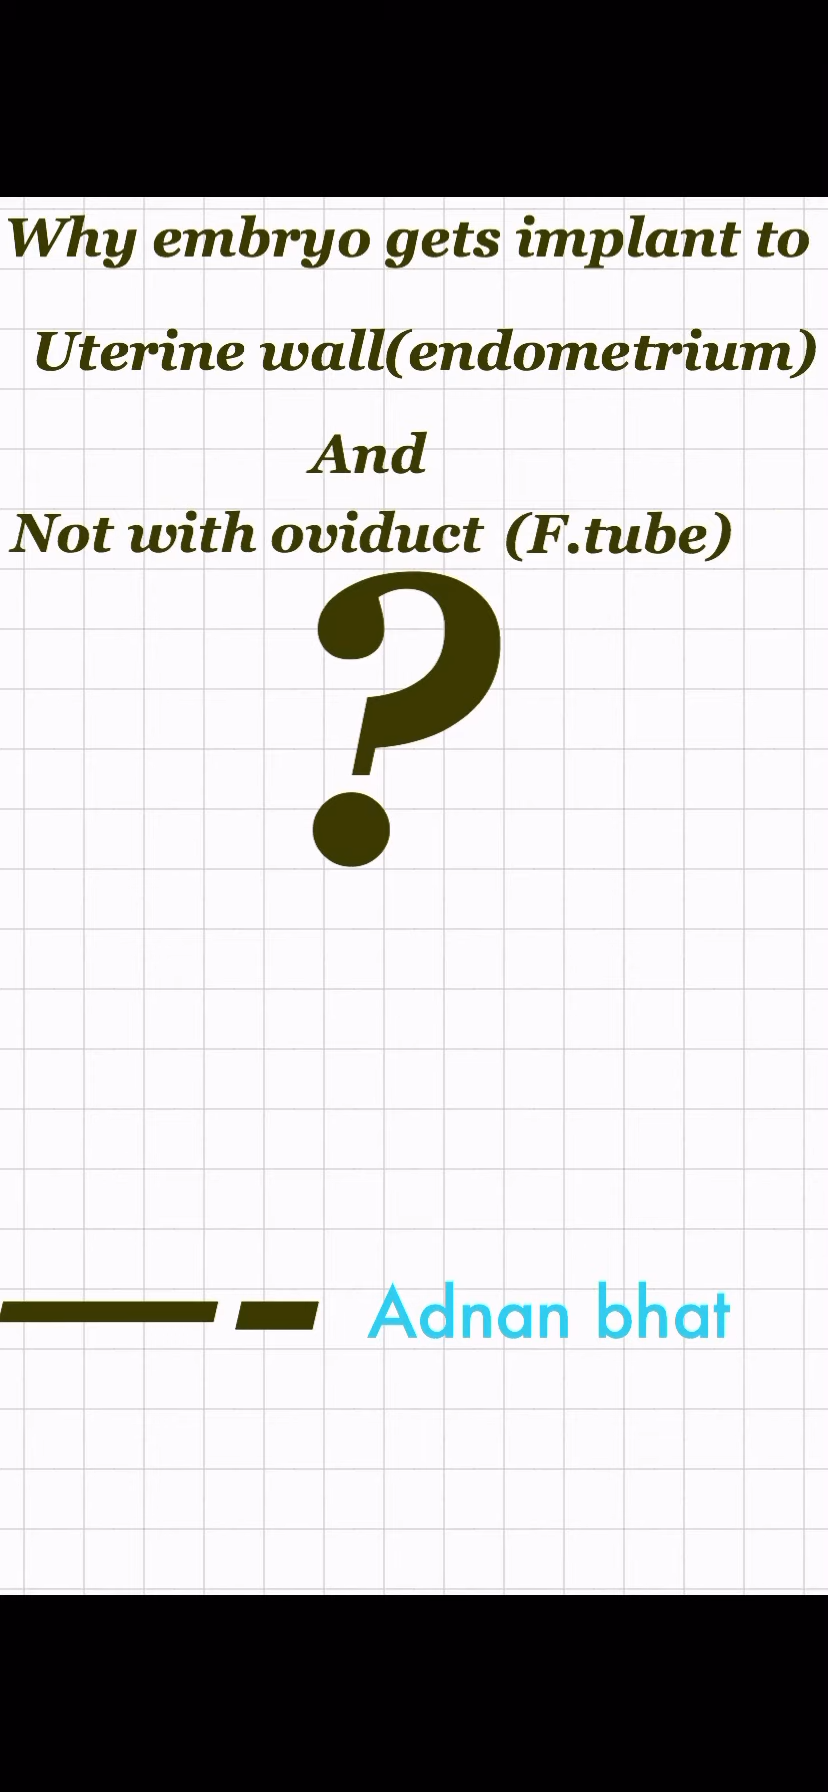 Why embryo gets implant to
Uterine wall(endometrium)
And
Not with oviduct (F.tube)
?
Adnan bhat